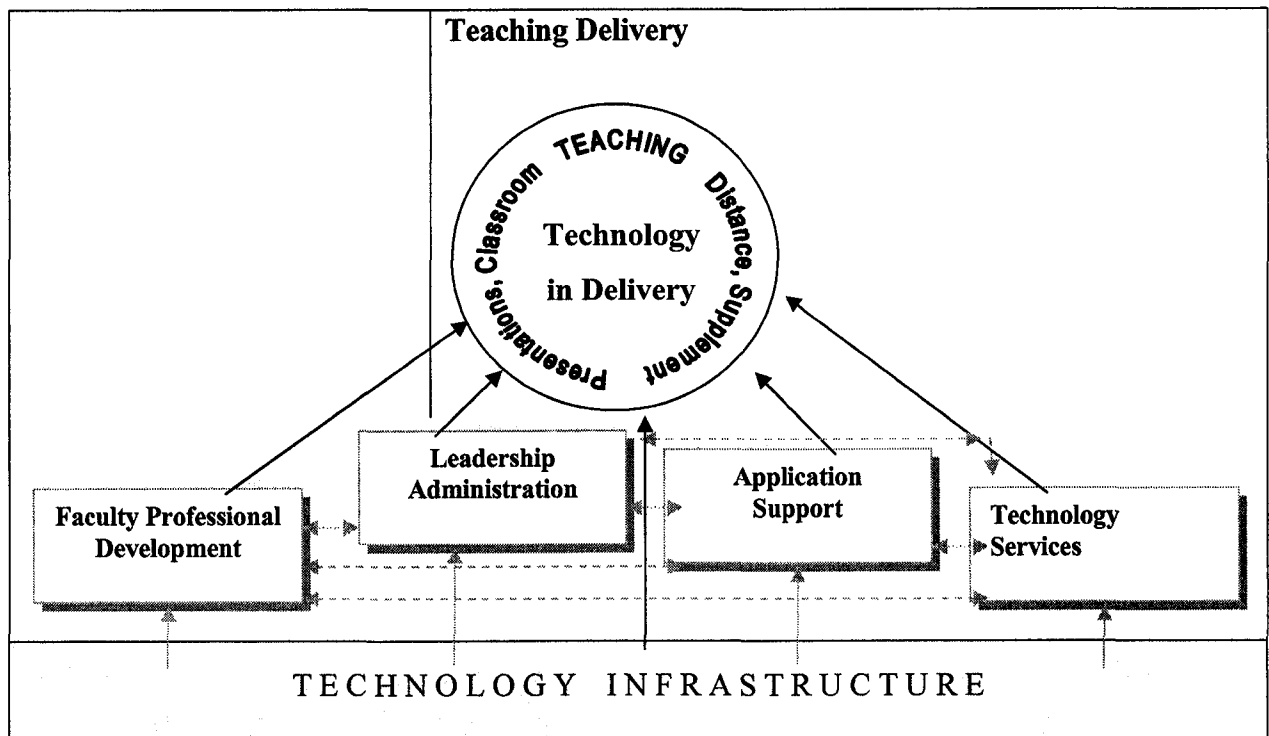 Teaching Delivery
TEACHING
Distance, Supplement
Presentations, Classroom
Technology
in Delivery
Leadership
Administration
Application
Support
Faculty Professional
Development
Technology
Services
TECHNOLOGY INFRASTRUCTURE